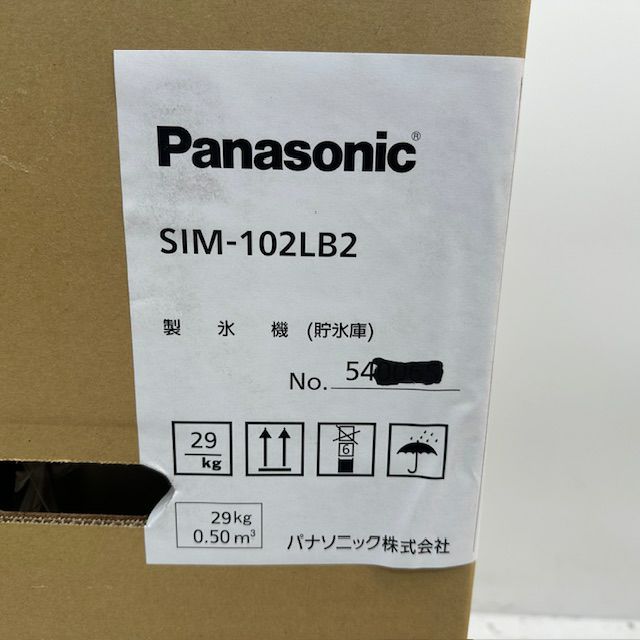 Panasonic®
SIM-102LB2
製 氷 機 (貯氷庫)
No. 54
29
kg
6
29kg
0.50m³
パナソニック株式会社